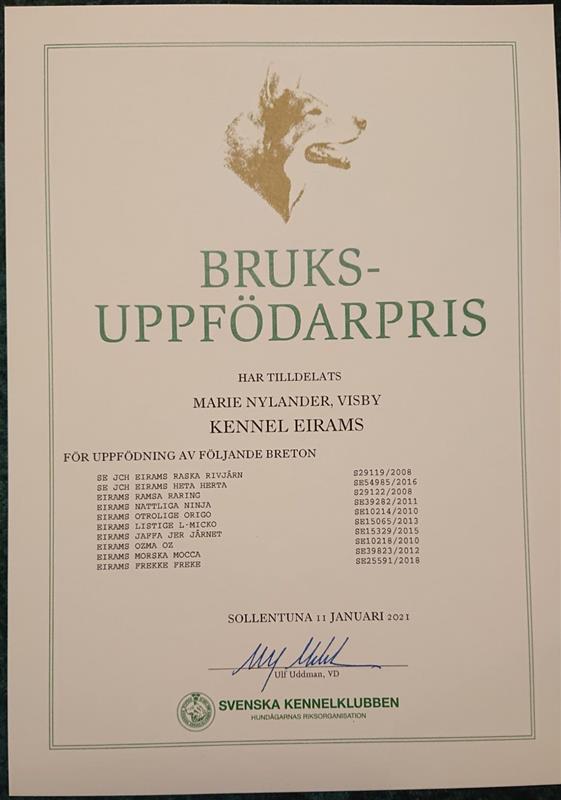 BRUKS-
UPPFÖDARPRIS
HAR TILLDELATS
MARIE NYLANDER, VISBY
KENNEL EIRAMS
FÖR UPPFÖDNING AV FÖLJANDE BRETON
SE JCH EIRAMS RASKA RIVJÄRN S29119/2008
SE JCH EIRAMS HETA HERTA SE54985/2016
EIRAMS RAMSA RARING S29122/2008
EIRAMS NATTLIGA NINJA SE39282/2011
EIRAMS OTROLIGE ORIGO SE10214/2010
EIRAMS LISTIGE L-MICKO SE15065/2013
EIRAMS JAFFA JER JÄRNET SE15329/2015
EIRAMS OZMA OZ SE10218/2010
EIRAMS MORSKA MOCCA SE39823/2012
EIRAMS FREKKE FREKE SE25591/2018
SOLLENTUNA 11 JANUARI 2021
Ulf Uddman, VD
SVENSKA KENNELKLUBBEN
HUNDÄGARNAS RIKSORGANISATION